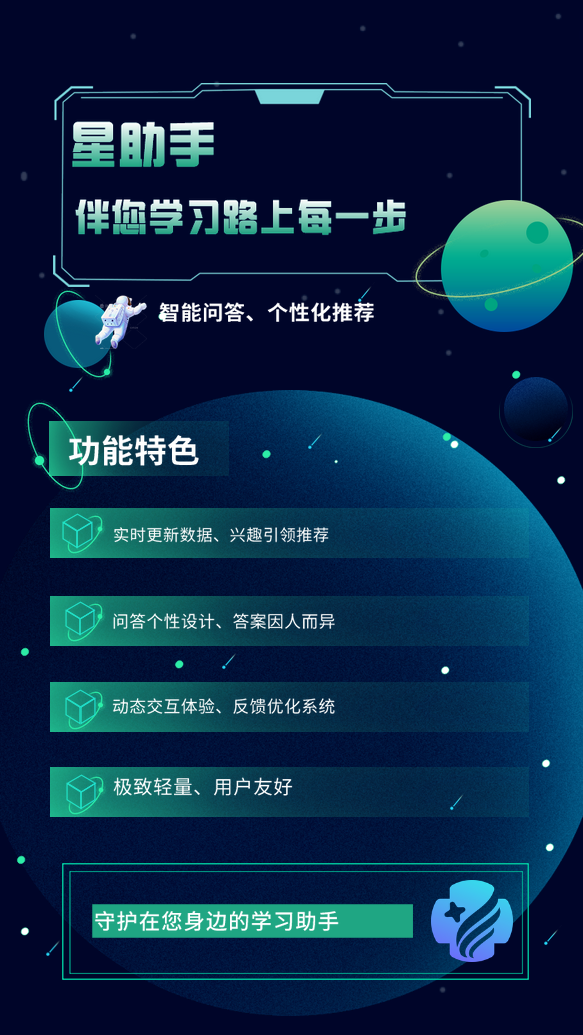 星助手
伴您学习路上每一步
智能问答、个性化推荐
功能特色
实时更新数据、兴趣引领推荐
问答个性设计、答案因人而异
动态交互体验、反馈优化系统
极致轻量、用户友好
守护在您身边的学习助手